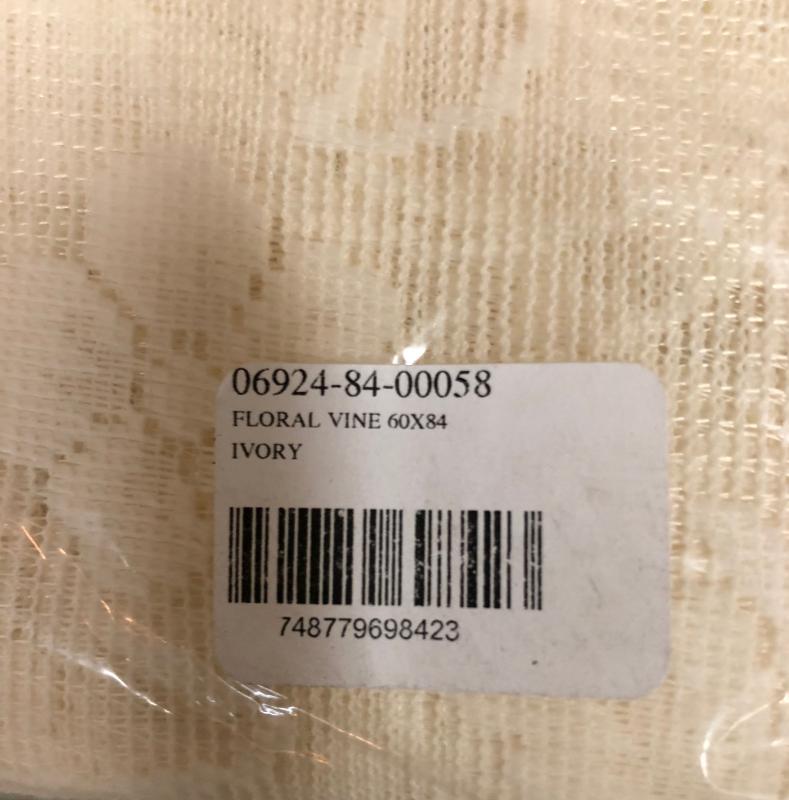 06924-84-00058
FLORAL VINE 60X84
IVORY
748779698423